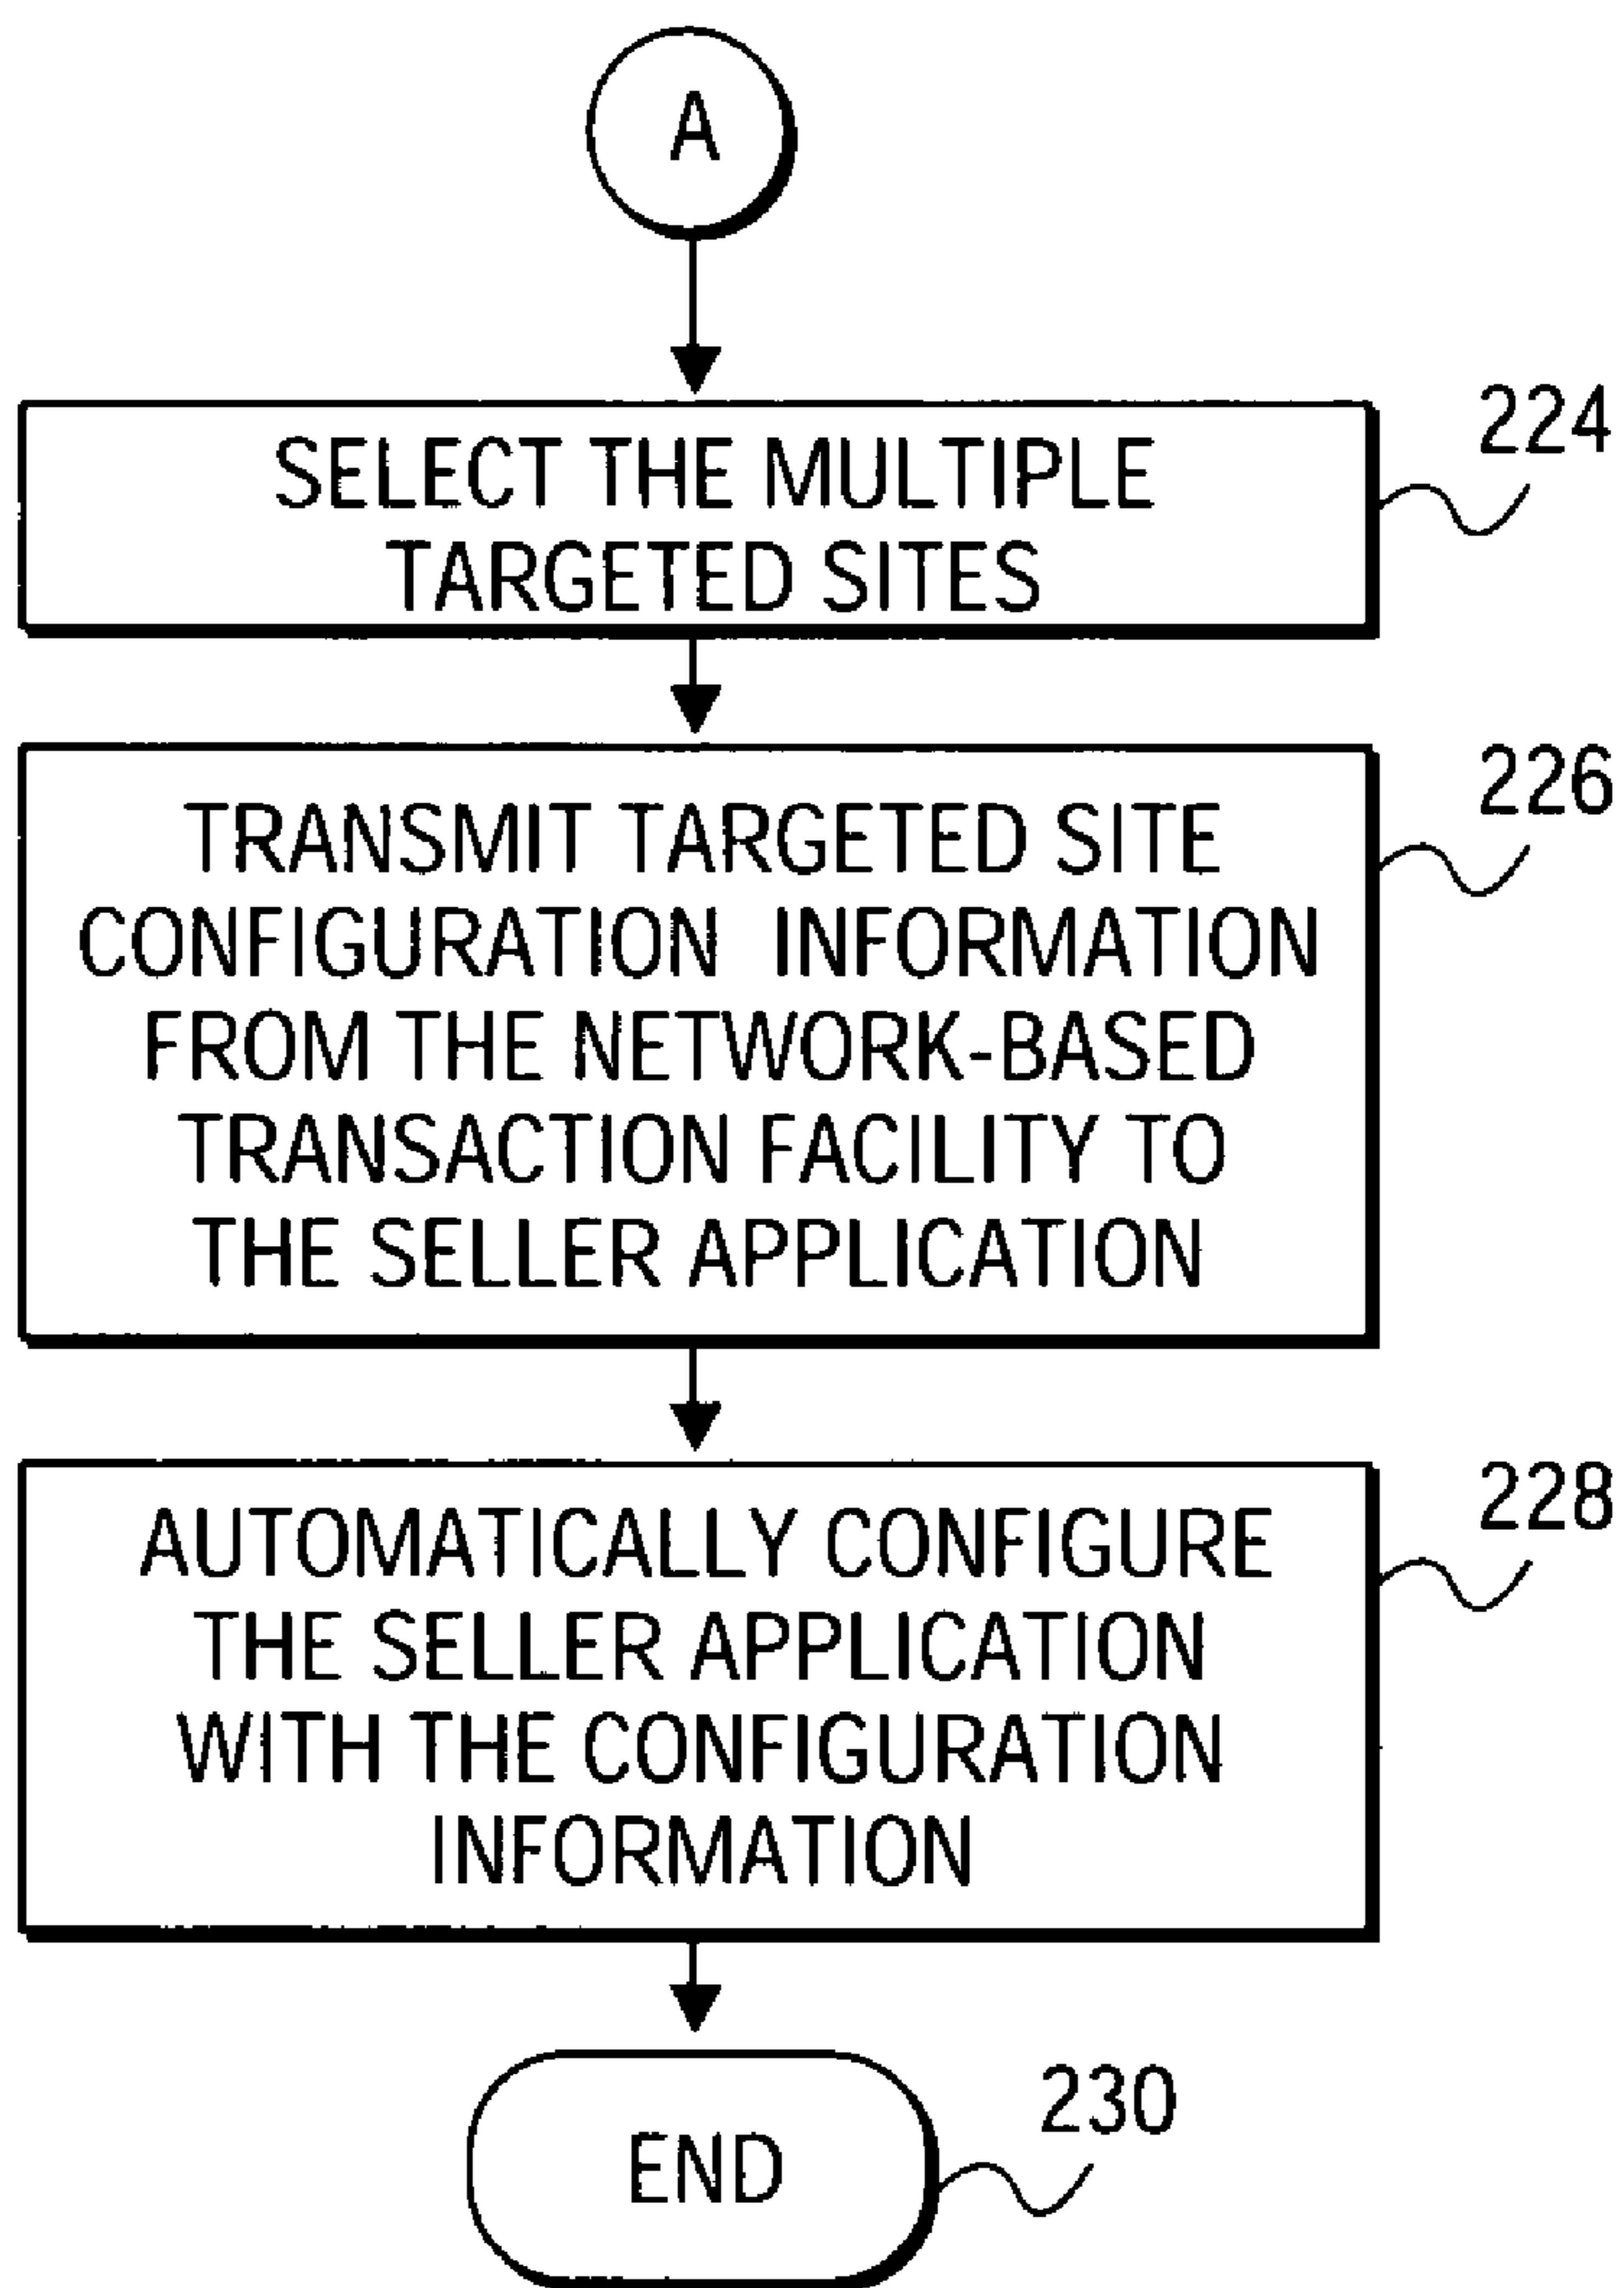 A
224
SELECT THE MULTIPLE
TARGETED SITES
226
TRANSMIT TARGETED SITE
CONFIGURATION INFORMATION
FROM THE NETWORK-BASED
TRANSACTION FACILITY TO
THE SELLER APPLICATION
228
AUTOMATICALLY CONFIGURE
THE SELLER APPLICATION
WITH THE CONFIGURATION
INFORMATION
230
END